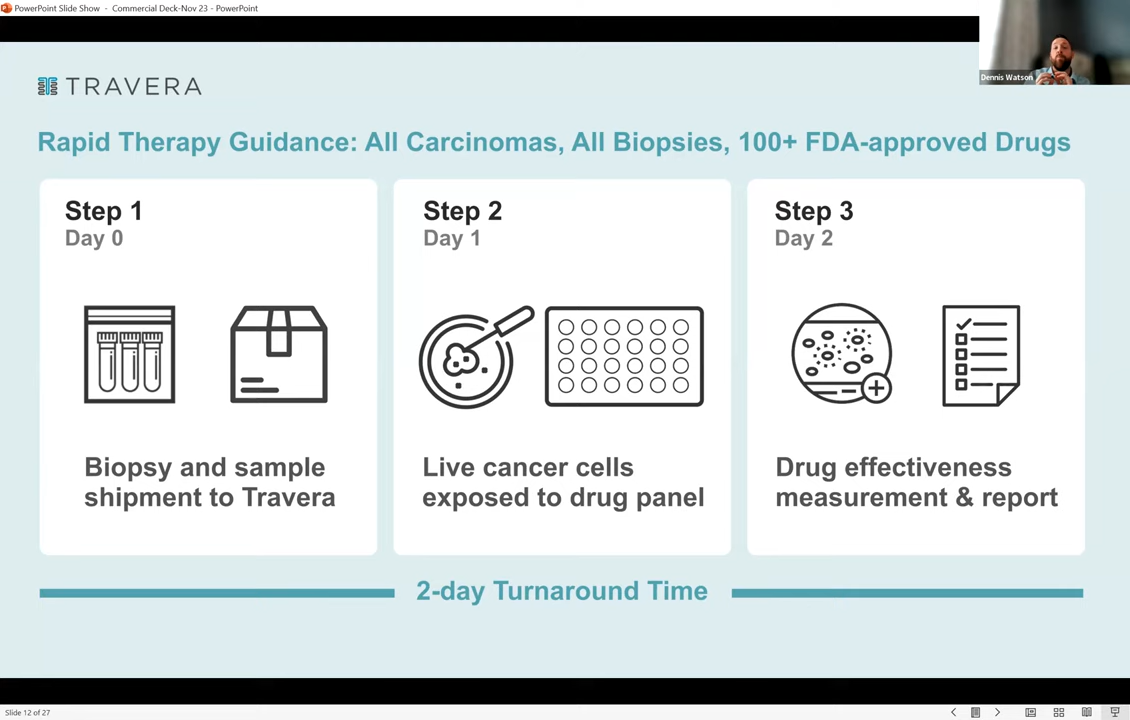 PowerPoint Slide Show - Commercial Deck-Nov 23 - PowerPoint
Dennis Watson
TRAVERA
Rapid Therapy Guidance: All Carcinomas, All Biopsies, 100+ FDA-approved Drugs
Step 1
Day 0
Biopsy and sample
shipment to Travera
Step 2
Day 1
Live cancer cells
exposed to drug panel
Step 3
Day 2
Drug effectiveness
measurement & report
2-day Turnaround Time
Slide 12 of 27